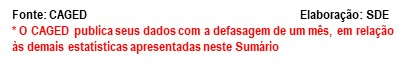 Fonte: CAGED Elaboração: SDE
* O CAGED publica seus dados com a defasagem de um mês, em relação
às demais estatísticas apresentadas neste Sumário